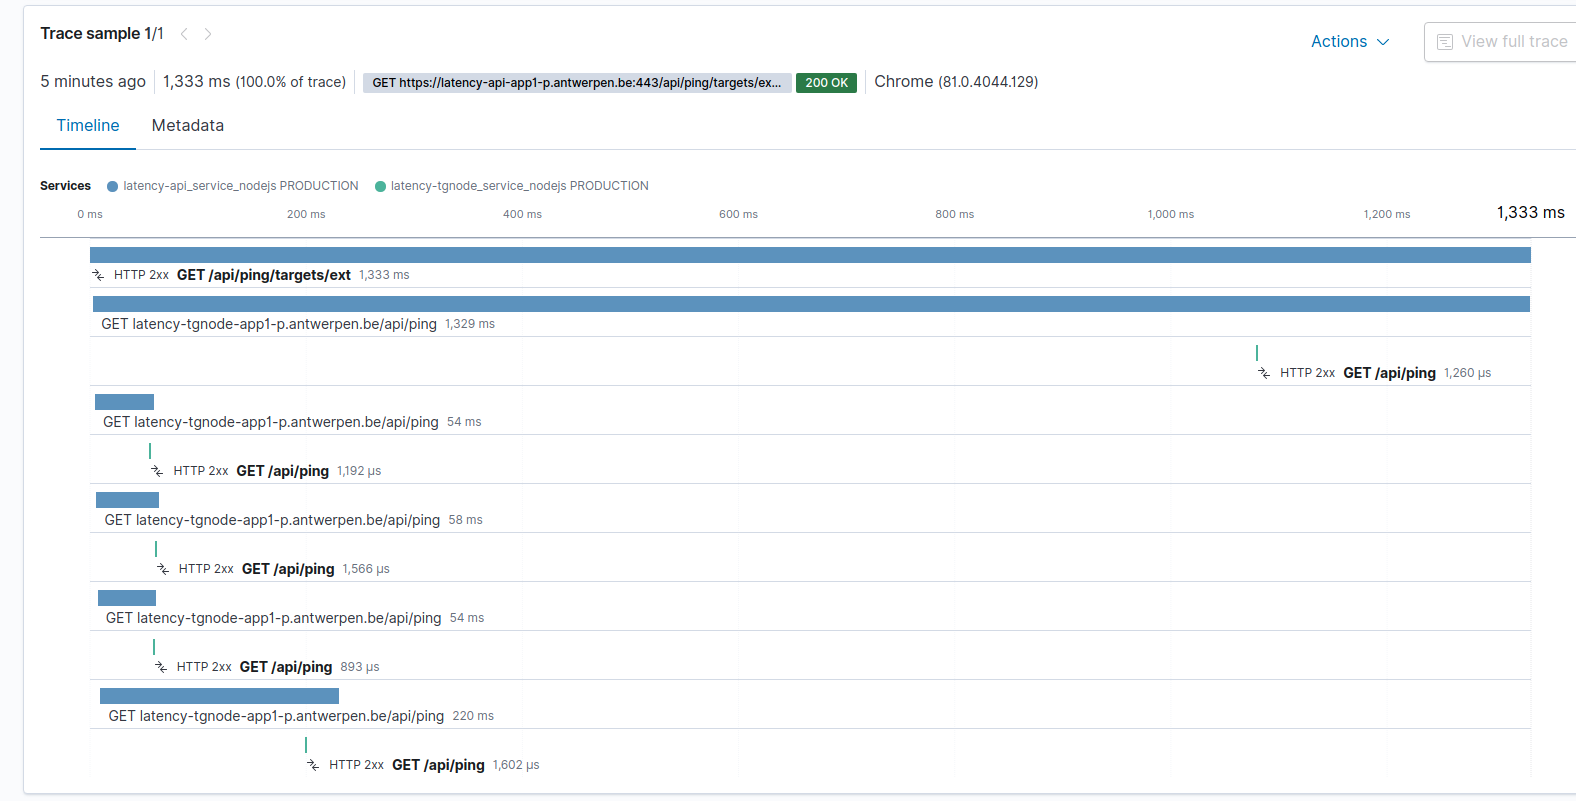 Trace sample 1/1
Actions
View full trace
5 minutes ago 1,333 ms (100.0% of trace) GET https://latency-api-app1-p.antwerpen.be:443/api/ping/targets/ex... 200 OK Chrome (81.0.4044.129)
Timeline Metadata
Services latency-api_service_nodejs PRODUCTION latency-tgnode_service_nodejs PRODUCTION
0 ms 200 ms 400 ms 600 ms 800 ms 1,000 ms 1,200 ms 1,333 ms
HTTP 2xx GET /api/ping/targets/ext 1,333 ms
GET latency-tgnode-app1-p.antwerpen.be/api/ping 1,329 ms
HTTP 2xx GET /api/ping 1,260 μs
GET latency-tgnode-app1-p.antwerpen.be/api/ping 54 ms
HTTP 2xx GET /api/ping 1,192 μs
GET latency-tgnode-app1-p.antwerpen.be/api/ping 58 ms
HTTP 2xx GET /api/ping 1,566 μs
GET latency-tgnode-app1-p.antwerpen.be/api/ping 54 ms
HTTP 2xx GET /api/ping 893 μs
GET latency-tgnode-app1-p.antwerpen.be/api/ping 220 ms
HTTP 2xx GET /api/ping 1,602 μs